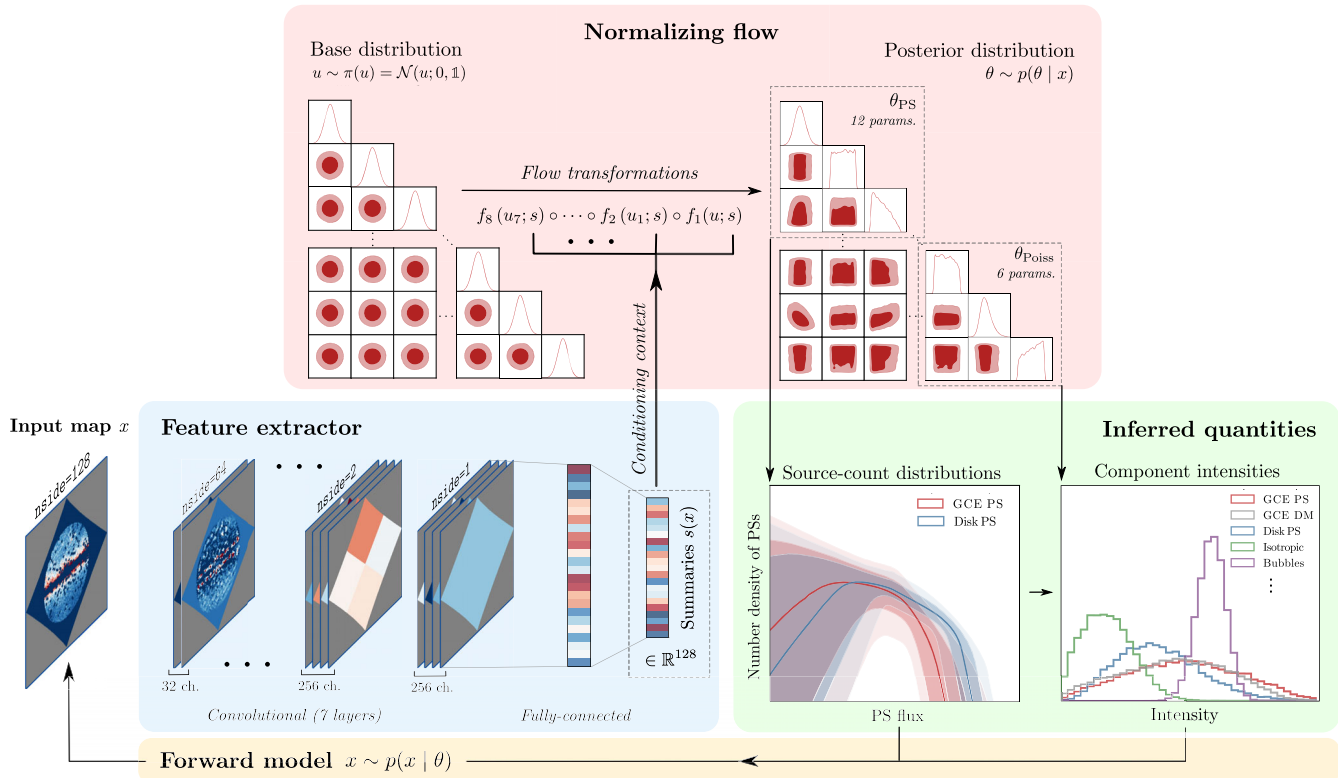 Normalizing flow
Base distribution
u ∼ π(u) = 𝒩(u; 0, 𝟙)
Posterior distribution
θ ∼ p(θ | x)
θ_PS
12 params.
Flow transformations
f_8 (u_7; s) ∘ ⋯ ∘ f_2 (u_1; s) ∘ f_1(u; s)
θ_Poiss
6 params.
Conditioning context
Input map x
nside=128
Feature extractor
nside=64
nside=2
nside=1
32 ch.
256 ch.
256 ch.
Convolutional (7 layers)
Fully-connected
Summaries s(x)
∈ ℝ^128
Inferred quantities
Source-count distributions
GCE PS
Disk PS
Number density of PSs
PS flux
Component intensities
GCE PS
GCE DM
Disk PS
Isotropic
Bubbles
Intensity
Forward model x ∼ p(x | θ)